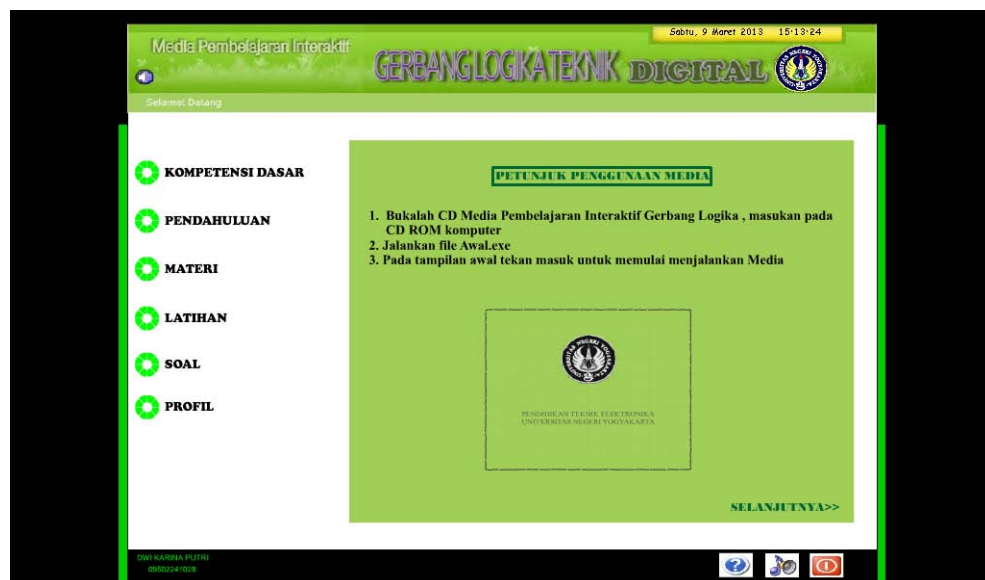 Sabtu, 9 Maret 2013 15:13:24
Media Pembelajaran Interaktif
GERBANG LOGIKA TEKNIK DIGITAL
Selamat Datang
KOMPETENSI DASAR
PENDAHULUAN
MATERI
LATIHAN
SOAL
PROFIL
PETUNJUK PENGGUNAAN MEDIA
1. Bukalah CD Media Pembelajaran Interaktif Gerbang Logika , masukan pada
CD ROM komputer
2. Jalankan file Awal.exe
3. Pada tampilan awal tekan masuk untuk memulai menjalankan Media
PENDIDIKAN TEKNIK ELEKTRONIKA
UNIVERSITAS NEGERI YOGYAKARTA
SELANJUTNYA>>
DWI KARINA PUTRI
09502241028